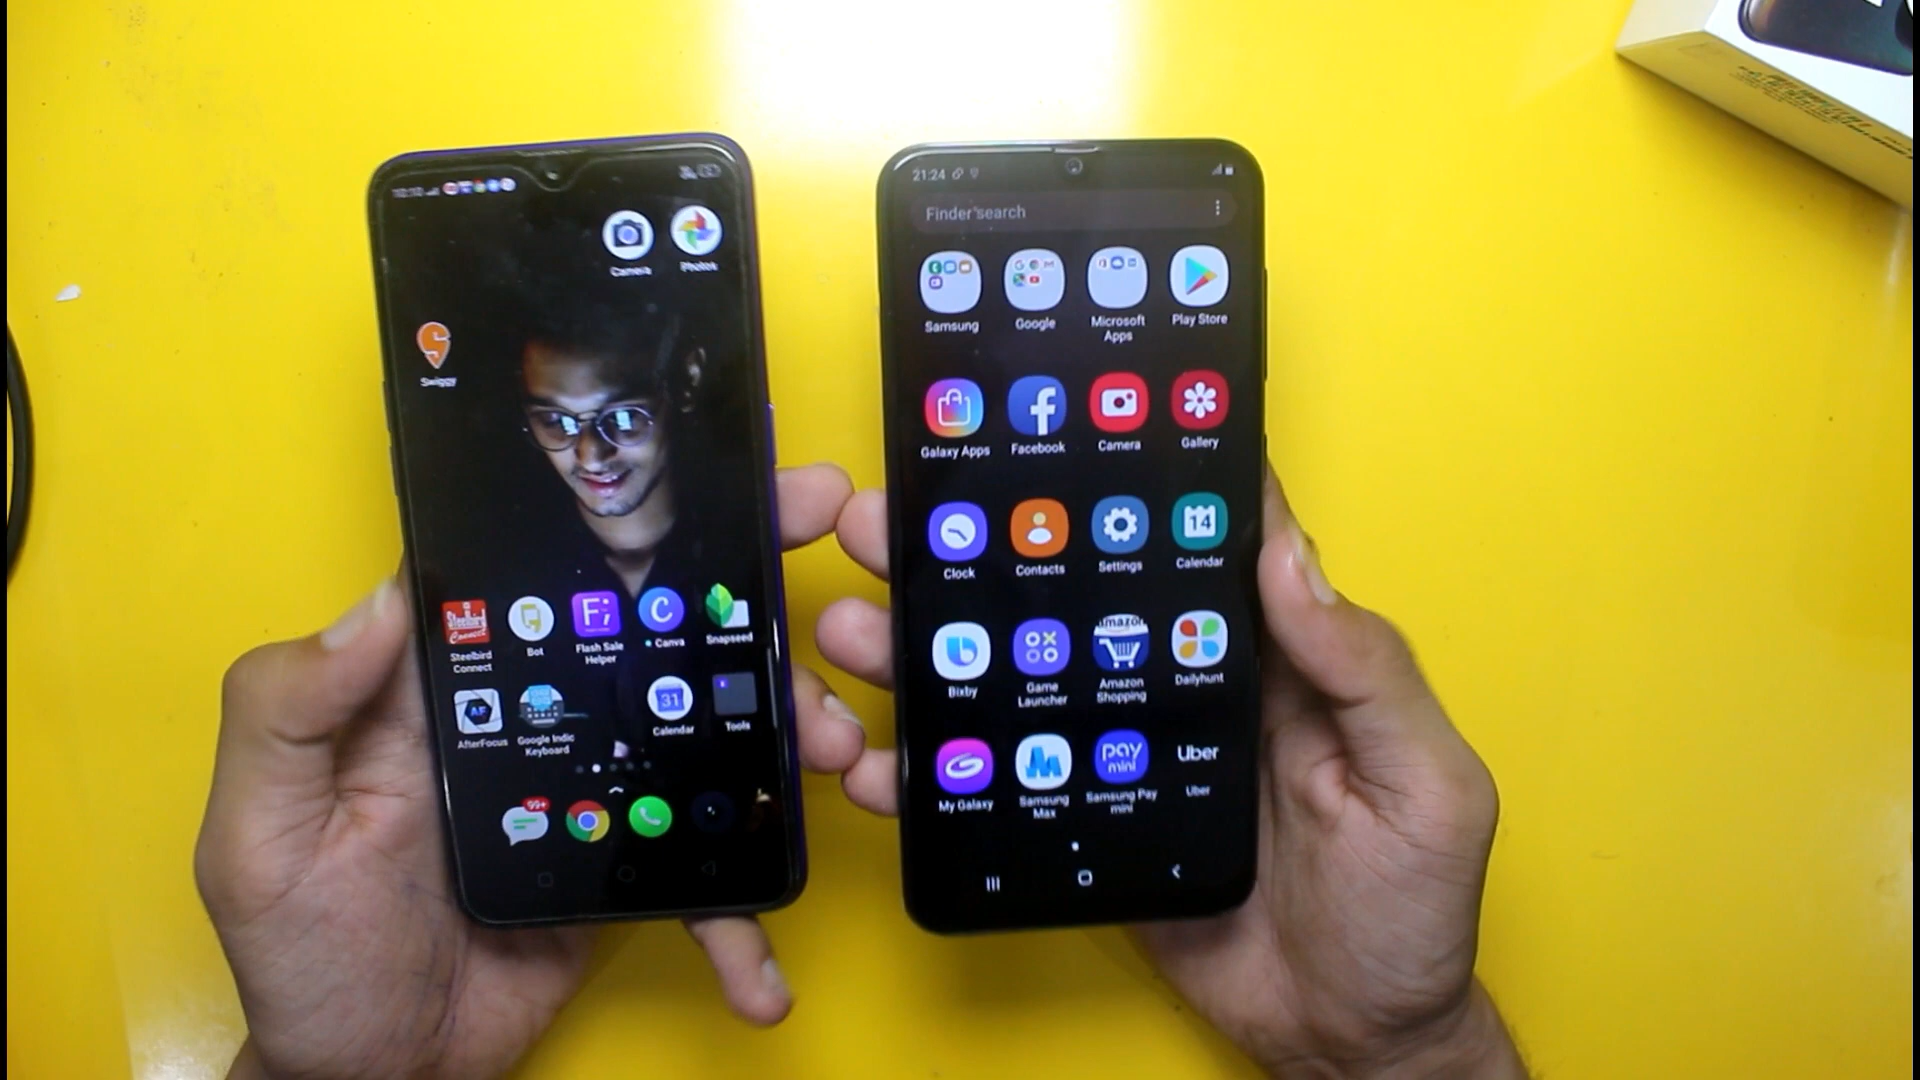 Camera
Photos
Swiggy
Steelbird
Connect
Steelbird
Connect
Bot
F;
Flash Sale
Helper
C
Canva
Snapseed
AF
AfterFocus
Google Indic
Keyboard
31
Calendar
Tools
99+
21:24
Finder search
Samsung
Google
Microsoft
Apps
Play Store
Galaxy Apps
Facebook
Camera
Gallery
Clock
Contacts
Settings
14
Calendar
Bixby
Game
Launcher
amazon
Amazon
Shopping
Dailyhunt
My Galaxy
Samsung
Max
pay
mini
Samsung Pay
mini
Uber
Uber